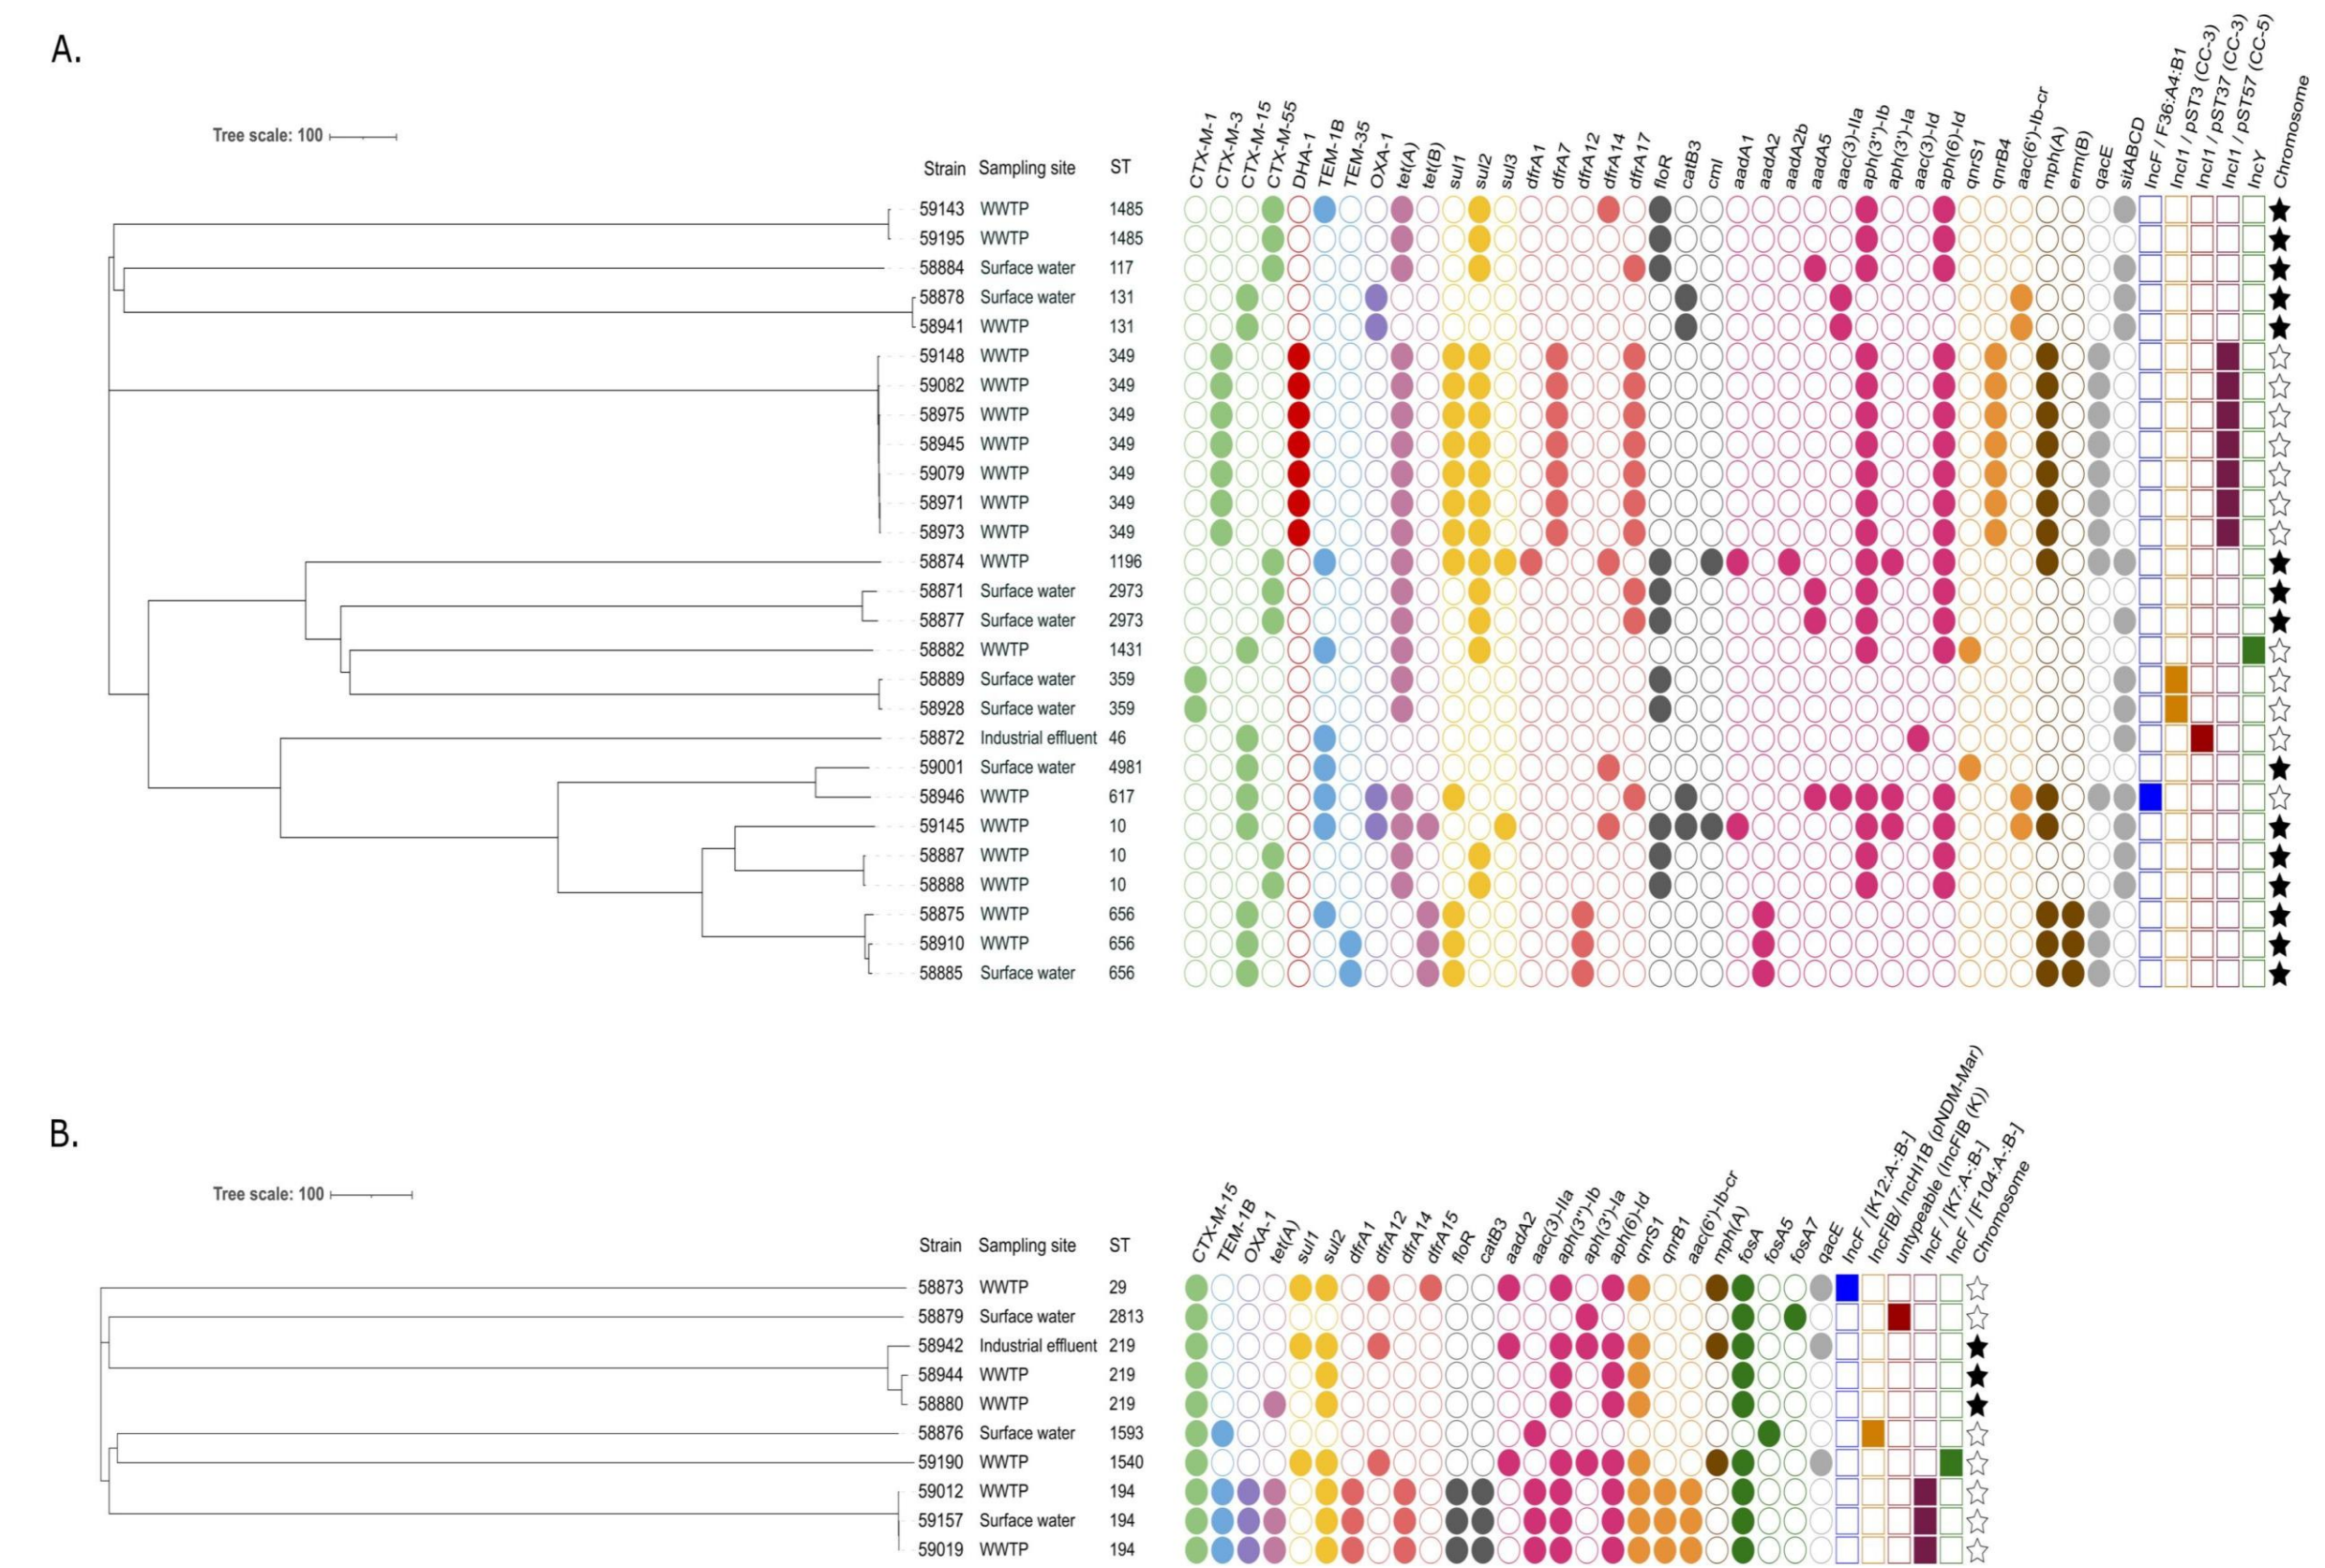 A.
Tree scale: 100
Strain Sampling site ST CTX-M-1 CTX-M-3 CTX-M-15 CTX-M-55 DHA-1 TEM-1B TEM-35 OXA-1 tet(A) tet(B) sul1 sul2 sul3 dfrA1 dfrA7 dfrA12 dfrA14 dfrA17 floR catB3 cml aadA1 aadA2 aadA2b aadA5 aac(3)-IIa aph(3'')-Ib aph(3')-Ia aac(3)-Id aph(6)-Id qnrS1 qnrB4 aac(6')-Ib-cr mph(A) erm(B) qacE sitABCD IncF / F36:A4:B1 IncI1 / pST3 (CC-3) IncI1 / pST37 (CC-3) IncI1 / pST57 (CC-5) IncY Chromosome
59143 WWTP 1485
59195 WWTP 1485
58884 Surface water 117
58878 Surface water 131
58941 WWTP 131
59148 WWTP 349
59082 WWTP 349
58975 WWTP 349
58945 WWTP 349
59079 WWTP 349
58971 WWTP 349
58973 WWTP 349
58874 WWTP 1196
58871 Surface water 2973
58877 Surface water 2973
58882 WWTP 1431
58889 Surface water 359
58928 Surface water 359
58872 Industrial effluent 46
59001 Surface water 4981
58946 WWTP 617
59145 WWTP 10
58887 WWTP 10
58888 WWTP 10
58875 WWTP 656
58910 WWTP 656
58885 Surface water 656
B.
Tree scale: 100
Strain Sampling site ST CTX-M-15 TEM-1B OXA-1 tet(A) sul1 sul2 dfrA1 dfrA12 dfrA14 dfrA15 floR catB3 aadA2 aac(3)-IIa aph(3'')-Ib aph(3')-Ia aph(6)-Id qnrS1 qnrB1 aac(6')-Ib-cr mph(A) fosA fosA5 fosA7 qacE IncF / [K12:A-:B-] IncFIB/ IncHI1B (pNDM-Mar) untypeable (IncFIB (K)) IncF / [K7:A-:B-] IncF / [F104:A-:B-] Chromosome
58873 WWTP 29
58879 Surface water 2813
58942 Industrial effluent 219
58944 WWTP 219
58880 WWTP 219
58876 Surface water 1593
59190 WWTP 1540
59012 WWTP 194
59157 Surface water 194
59019 WWTP 194